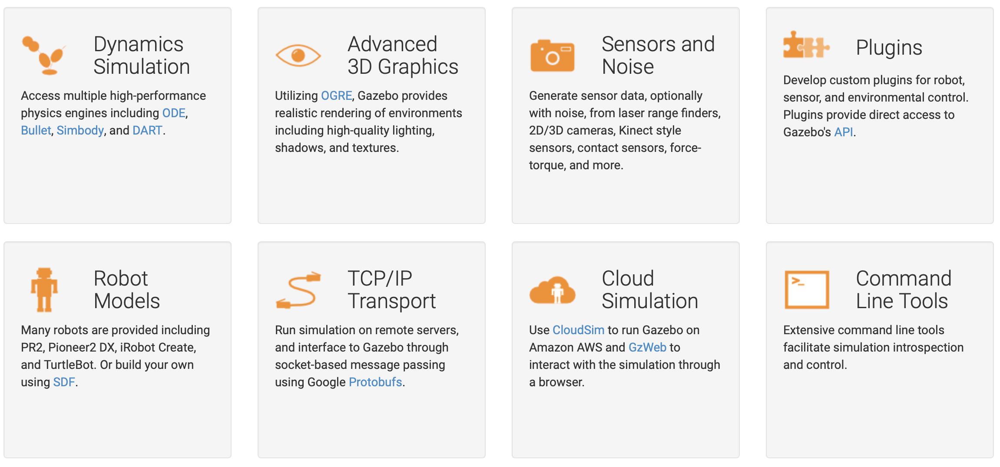 Dynamics
Simulation
Access multiple high-performance
physics engines including ODE,
Bullet, Simbody, and DART.
Advanced
3D Graphics
Utilizing OGRE, Gazebo provides
realistic rendering of environments
including high-quality lighting,
shadows, and textures.
Sensors and
Noise
Generate sensor data, optionally
with noise, from laser range finders,
2D/3D cameras, Kinect style
sensors, contact sensors, force-
torque, and more.
Plugins
Develop custom plugins for robot,
sensor, and environmental control.
Plugins provide direct access to
Gazebo's API.
Robot
Models
Many robots are provided including
PR2, Pioneer2 DX, iRobot Create,
and TurtleBot. Or build your own
using SDF.
TCP/IP
Transport
Run simulation on remote servers,
and interface to Gazebo through
socket-based message passing
using Google Protobufs.
Cloud
Simulation
Use CloudSim to run Gazebo on
Amazon AWS and GzWeb to
interact with the simulation through
a browser.
>_
Command
Line Tools
Extensive command line tools
facilitate simulation introspection
and control.